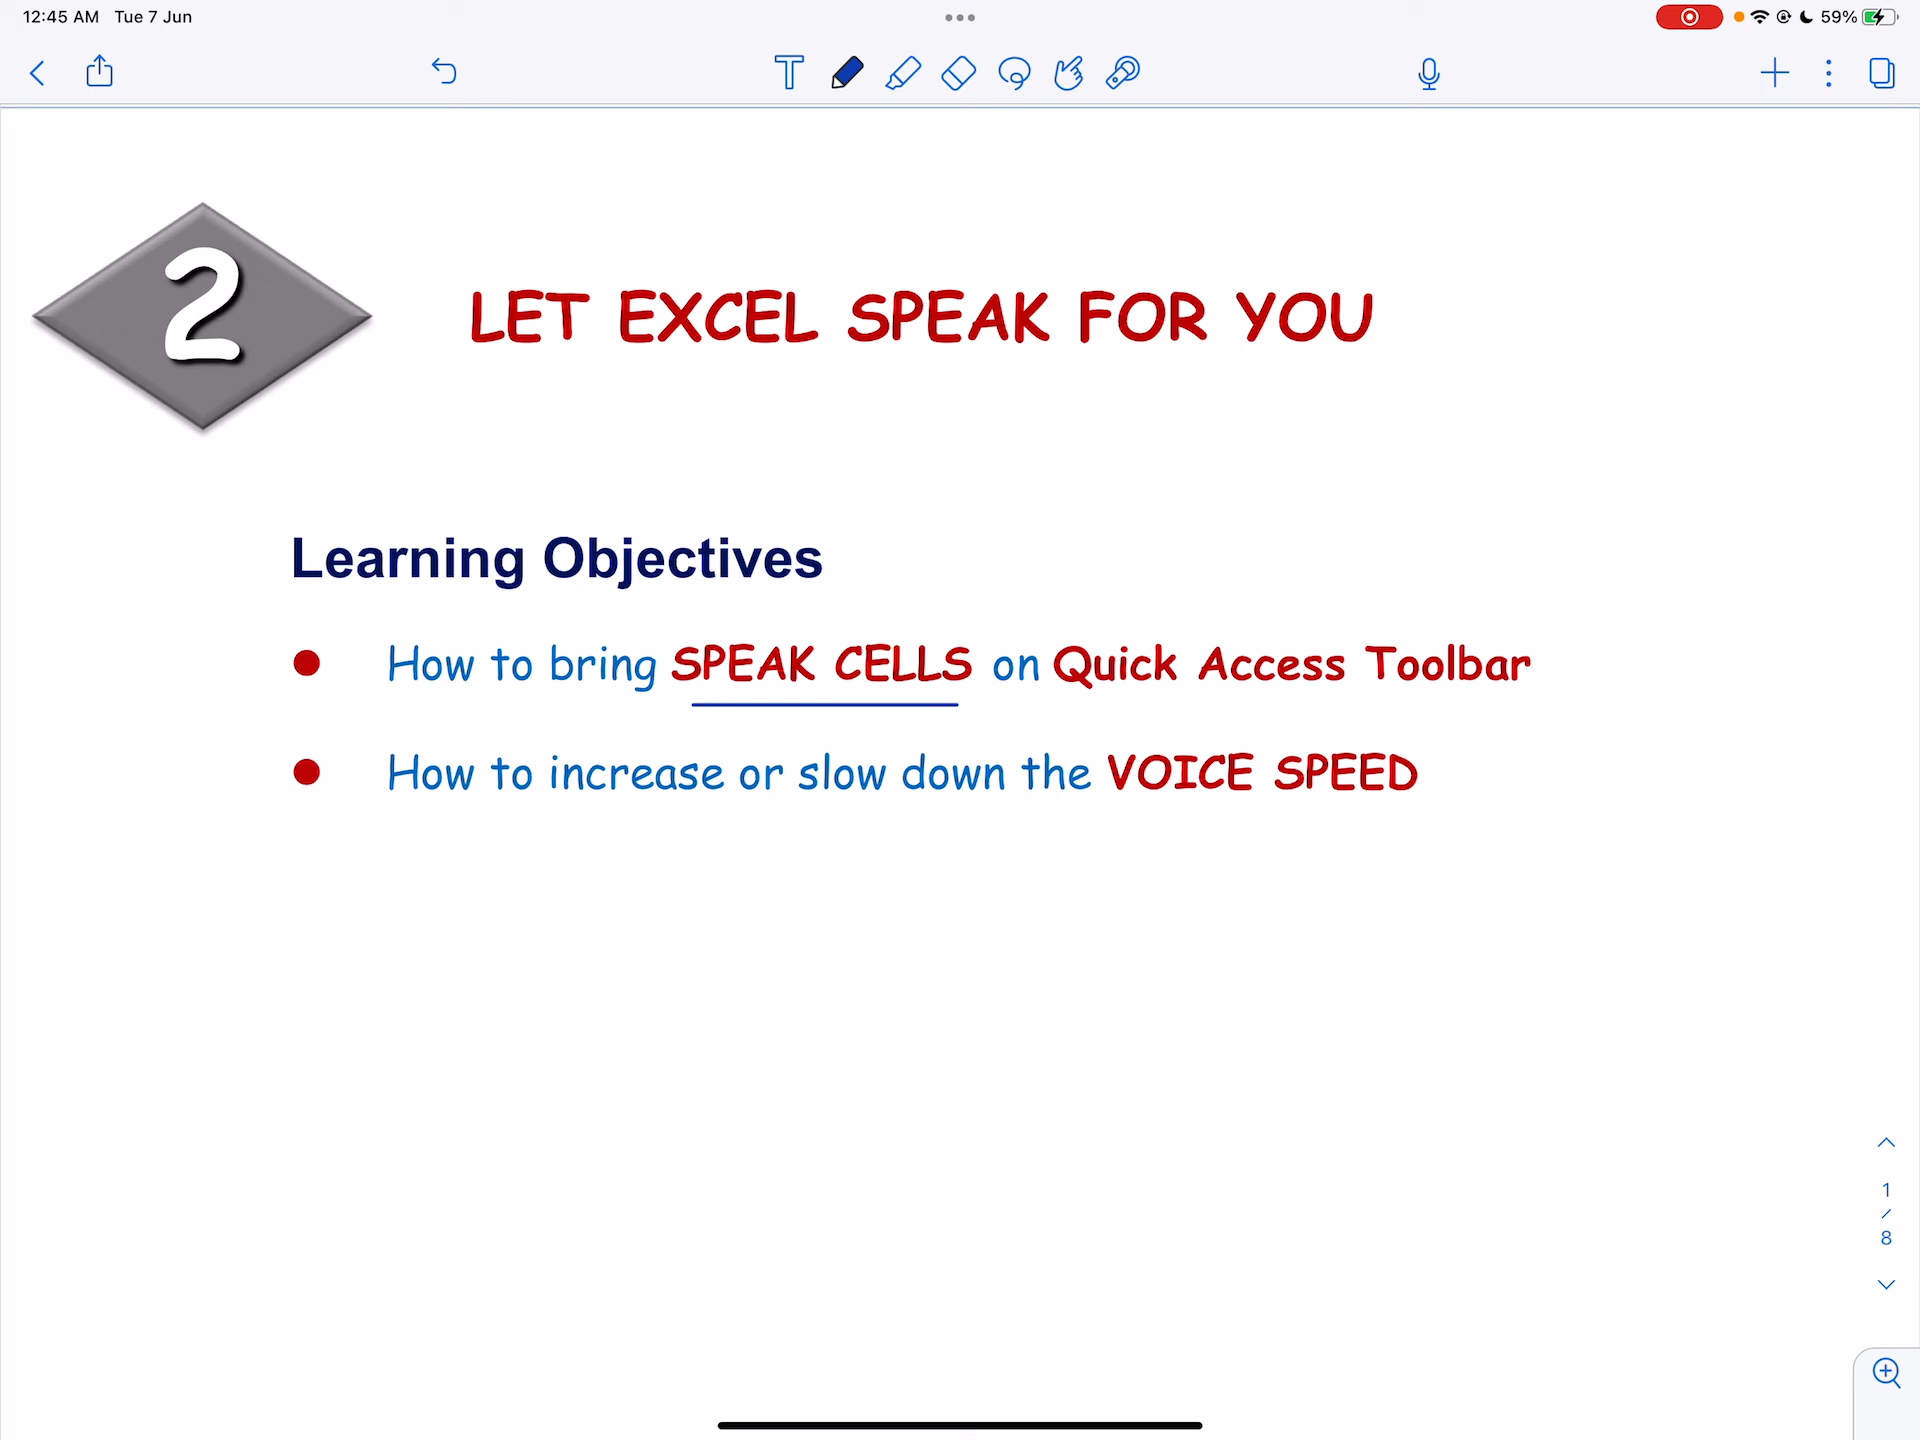 12:45 AM Tue 7 Jun
59%
2
LET EXCEL SPEAK FOR YOU
Learning Objectives
How to bring SPEAK CELLS on Quick Access Toolbar
How to increase or slow down the VOICE SPEED
1
/
8